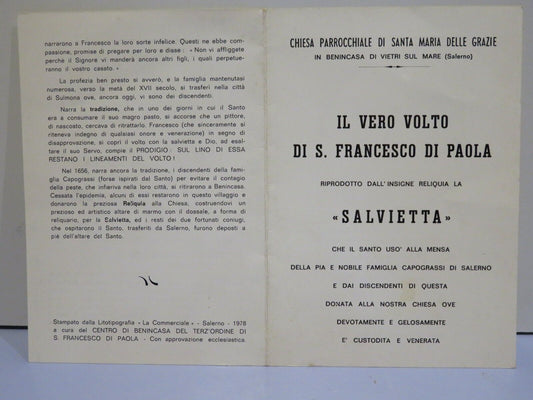 narrarono a Francesco la loro sorte infelice. Questi ne ebbe com-
passione, promise di pregare per loro e disse: « Non vi affliggete
perchè il Signore vi manderà ancora altri figli, i quali perpetue-
ranno il vostro casato. »
La profezia ben presto si avverò, e la famiglia mantenutasi
numerosa, verso la metà del XVII secolo, si trasferì nella città
di Sulmona ove, ancora oggi, vi sono dei discendenti.
Narra la tradizione, che in uno dei giorni in cui il Santo
era a consumare il suo magro pasto, si accorse che un pittore,
di nascosto, cercava di ritrattarlo. Francesco (che sinceramente si
riteneva indegno di qualsiasi onore e venerazione) in segno di
disapprovazione, si coprì il volto con la salvietta e Dio, ad esal-
tare il suo Servo, compie il PRODIGIO: SUL LINO DI ESSA
RESTANO I LINEAMENTI DEL VOLTO!
Nel 1656, narra ancora la tradizione, i discendenti della fami-
glia Capograssi (forse ispirati dal Santo) per evitare il contagio
della peste, che infieriva nella loro città, si ritirarono a Benincasa.
Cessata l'epidemia, alcuni di essi restarono in questo villaggio e
donarono la preziosa Reliquia alla Chiesa, costruendovi un
prezioso ed artistico altare di marmo con il dossale, a forma di
reliquario, per la Salvietta, ed i resti dei due fortunati coniugi,
che ospitarono il Santo, trasferiti da Salerno, furono deposti a
piè dell'altare del Santo.
Stampato della Litotipografia « La Commerciale » - Salerno - 1978
a cura del CENTRO DI BENINCASA DEL TERZ'ORDINE DI
S. FRANCESCO DI PAOLA - Con approvazione ecclesiastica.
CHIESA PARROCCHIALE DI SANTA MARIA DELLE GRAZIE
IN BENINCASA DI VIETRI SUL MARE (Salerno)
IL VERO VOLTO
DI S. FRANCESCO DI PAOLA
RIPRODOTTO DALL'INSIGNE RELIQUIA LA
«SALVIETTA»
CHE IL SANTO USO' ALLA MENSA
DELLA PIA E NOBILE FAMIGLIA CAPOGRASSI DI SALERNO
E DAI DISCENDENTI DI QUESTA
DONATA ALLA NOSTRA CHIESA OVE
DEVOTAMENTE E GELOSAMENTE
E' CUSTODITA E VENERATA